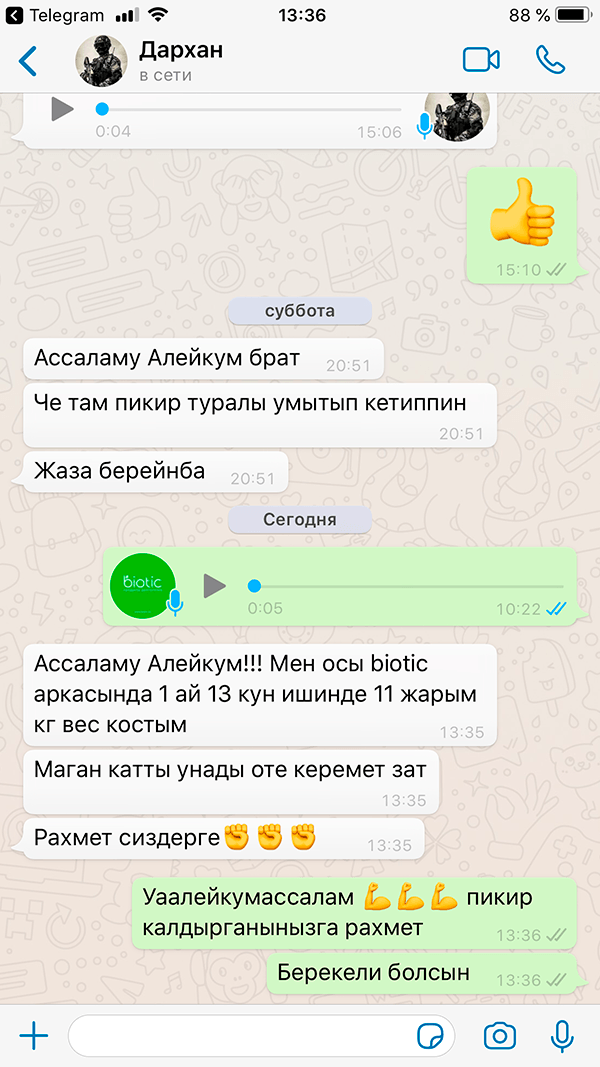 Telegram 13:36 88 %
Дархан
в сети
0:04 15:06
15:10
суббота
Ассаламу Алейкум брат 20:51
Че там пикир туралы умытып кетиппин
20:51
Жаза берейнба 20:51
Сегодня
biotic
0:05 10:22
Ассаламу Алейкум!!! Мен осы biotic
аркасында 1 ай 13 кун ишинде 11 жарым
кг вес костым 13:35
Маган катты унады оте керемет зат
13:35
Рахмет сиздерге✊✊✊ 13:35
Уаалейкумассалам 💪💪💪 пикир
калдырганынызга рахмет 13:36
Берекели болсын 13:36